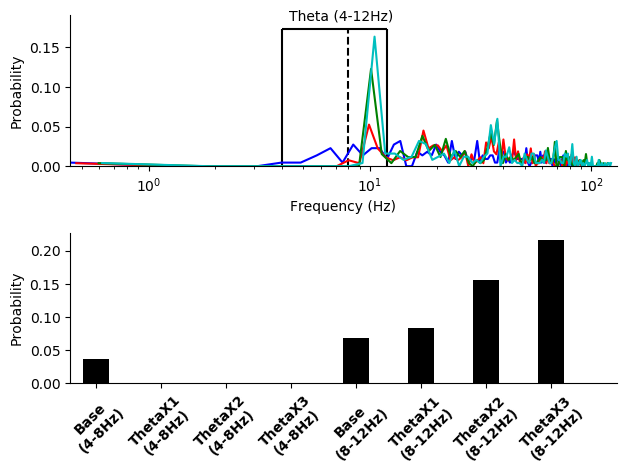 Theta (4-12Hz)
Probability
0.15
0.10
0.05
0.00
10⁰ 10¹ 10²
Frequency (Hz)
Probability
0.20
0.15
0.10
0.05
0.00
Base
(4-8Hz)
ThetaX1
(4-8Hz)
ThetaX2
(4-8Hz)
ThetaX3
(4-8Hz)
Base
(8-12Hz)
ThetaX1
(8-12Hz)
ThetaX2
(8-12Hz)
ThetaX3
(8-12Hz)